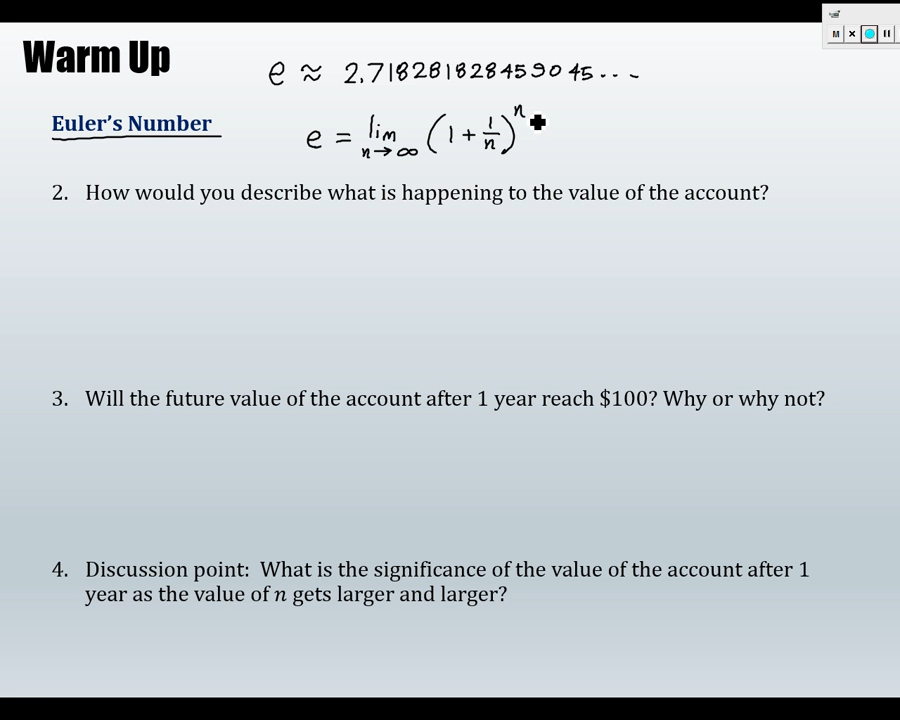 Warm Up
e ≈ 2.718281828459045...
Euler's Number
e = lim n→∞ (1 + 1/n)^n
2. How would you describe what is happening to the value of the account?
3. Will the future value of the account after 1 year reach $100? Why or why not?
4. Discussion point: What is the significance of the value of the account after 1
year as the value of n gets larger and larger?
M